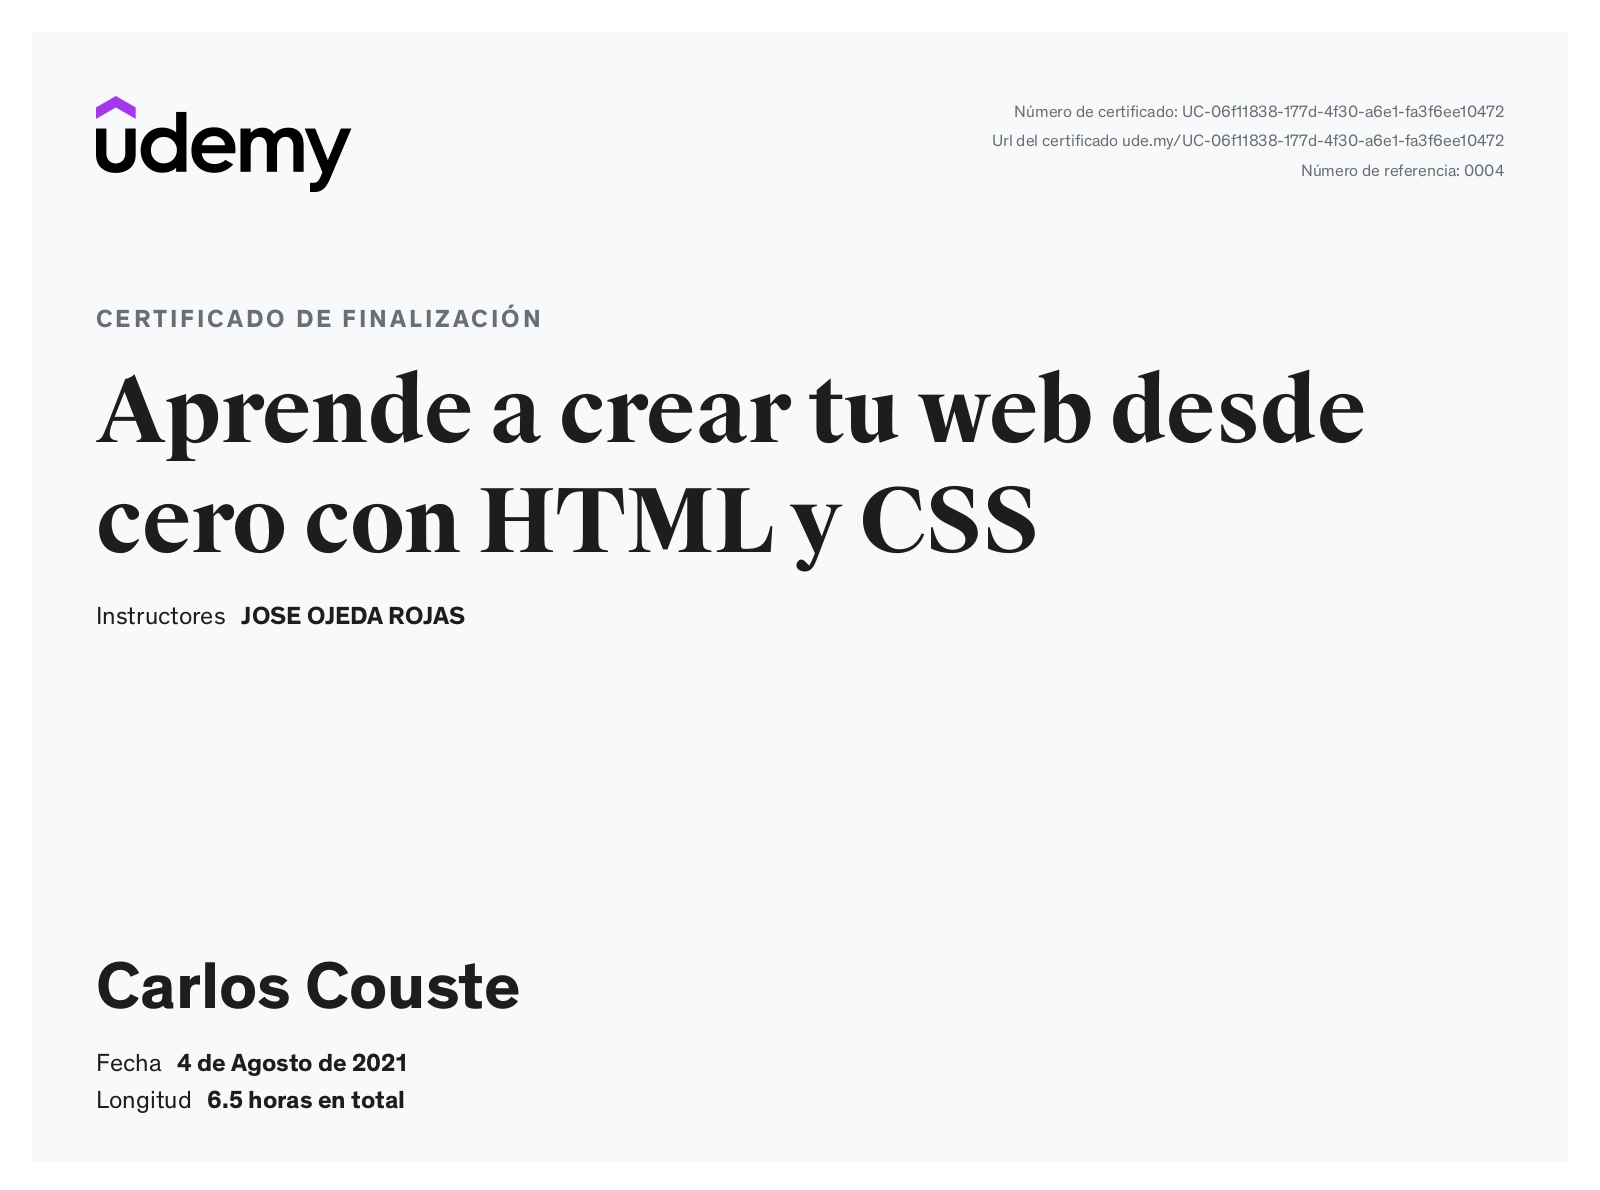 udemy
Número de certificado: UC-06f11838-177d-4f30-a6e1-fa3f6ee10472
Url del certificado ude.my/UC-06f11838-177d-4f30-a6e1-fa3f6ee10472
Número de referencia: 0004
CERTIFICADO DE FINALIZACIÓN
Aprende a crear tu web desde
cero con HTML y CSS
Instructores JOSE OJEDA ROJAS
Carlos Couste
Fecha 4 de Agosto de 2021
Longitud 6.5 horas en total